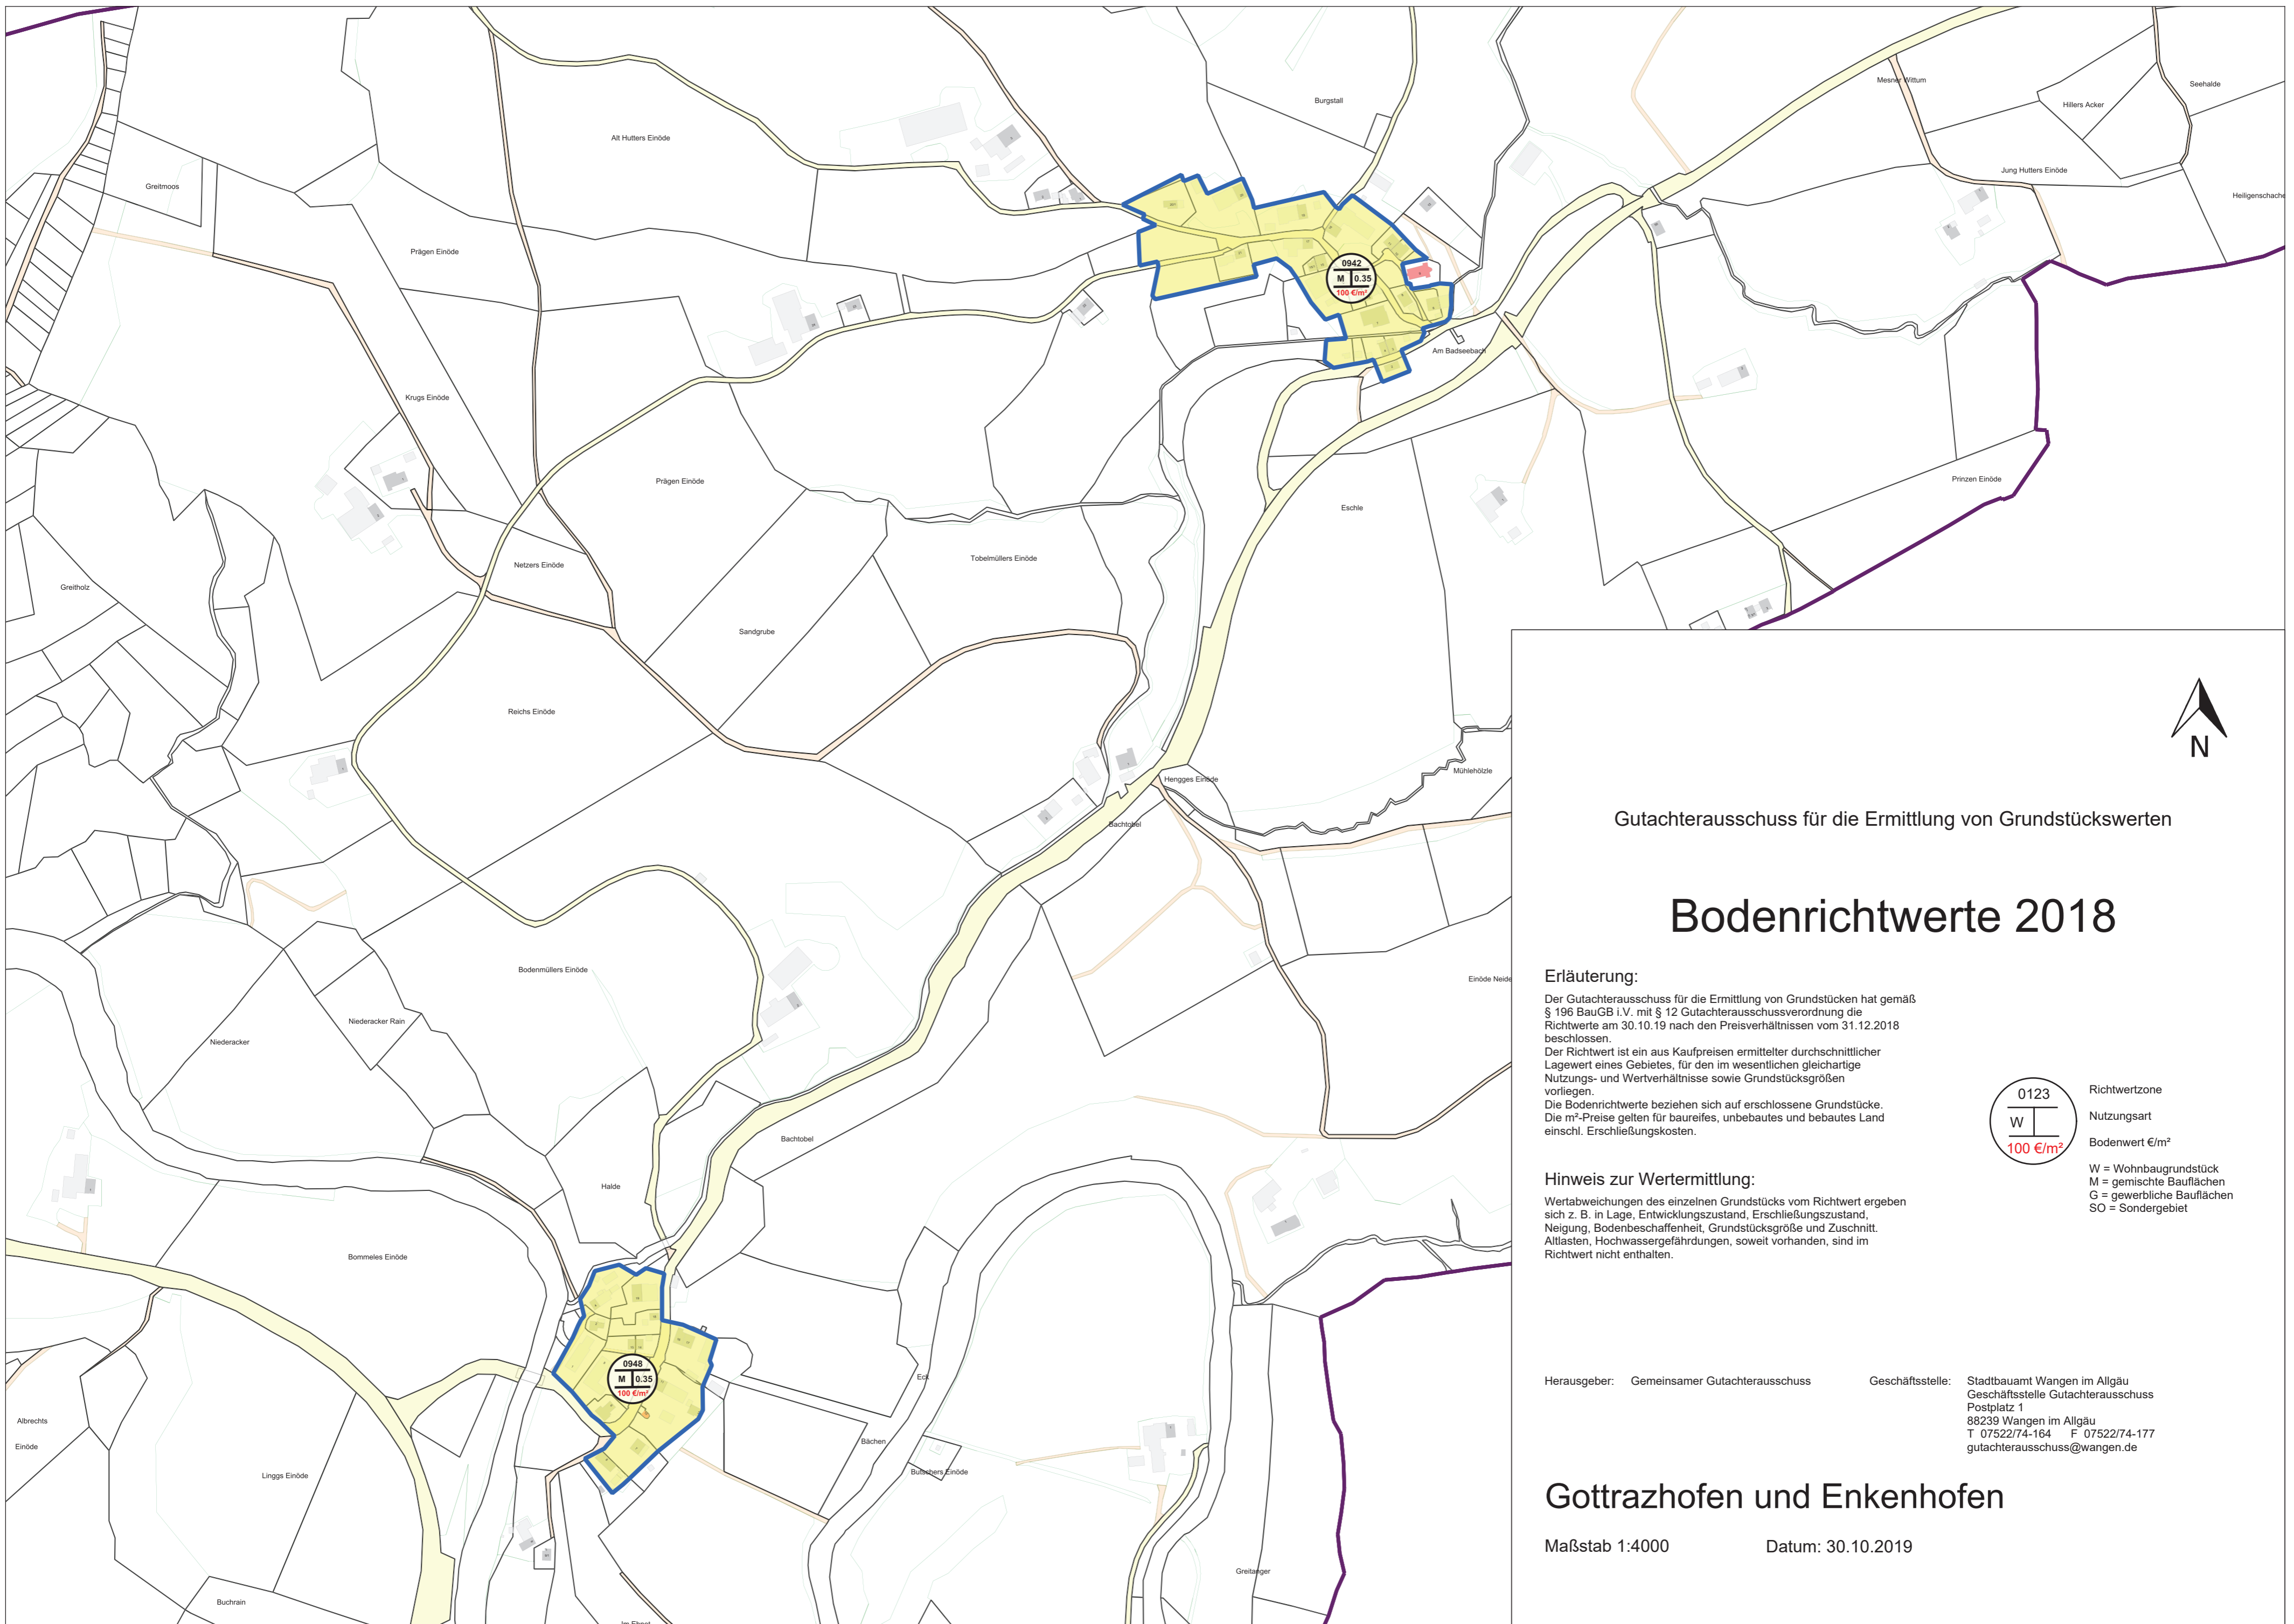 Burgstall
Mesner Wittum
Seehalde
Hillers Acker
Alt Hutters Einöde
Jung Hutters Einöde
Greitmoos
Heiligenschache
Prägen Einöde
0942
M 0.35
100 €/m²
Am Badseebach
Krugs Einöde
Prägen Einöde
Prinzen Einöde
Eschle
Netzers Einöde
Tobelmüllers Einöde
Greitholz
Sandgrube
Reichs Einöde
Hengges Einöde
Mühlehölzle
Bachtobel
Bodenmüllers Einöde
Einöde Neide
Niederacker Rain
Niederacker
Bachtobel
Halde
Bommeles Einöde
0948
M 0.35
100 €/m²
Eck
Albrechts
Einöde
Bächen
Butschers Einöde
Linggs Einöde
Greitanger
Buchrain
N
Gutachterausschuss für die Ermittlung von Grundstückswerten
Bodenrichtwerte 2018
Erläuterung:
Der Gutachterausschuss für die Ermittlung von Grundstücken hat gemäß
§ 196 BauGB i.V. mit § 12 Gutachterausschussverordnung die
Richtwerte am 30.10.19 nach den Preisverhältnissen vom 31.12.2018
beschlossen.
Der Richtwert ist ein aus Kaufpreisen ermittelter durchschnittlicher
Lagewert eines Gebietes, für den im wesentlichen gleichartige
Nutzungs- und Wertverhältnisse sowie Grundstücksgrößen
vorliegen.
Die Bodenrichtwerte beziehen sich auf erschlossene Grundstücke.
Die m²-Preise gelten für baureifes, unbebautes und bebautes Land
einschl. Erschließungskosten.
0123
W
100 €/m²
Richtwertzone
Nutzungsart
Bodenwert €/m²
W = Wohnbaugrundstück
M = gemischte Bauflächen
G = gewerbliche Bauflächen
SO = Sondergebiet
Hinweis zur Wertermittlung:
Wertabweichungen des einzelnen Grundstücks vom Richtwert ergeben
sich z. B. in Lage, Entwicklungszustand, Erschließungszustand,
Neigung, Bodenbeschaffenheit, Grundstücksgröße und Zuschnitt.
Altlasten, Hochwassergefährdungen, soweit vorhanden, sind im
Richtwert nicht enthalten.
Herausgeber: Gemeinsamer Gutachterausschuss
Geschäftsstelle: Stadtbauamt Wangen im Allgäu
Geschäftsstelle Gutachterausschuss
Postplatz 1
88239 Wangen im Allgäu
T 07522/74-164 F 07522/74-177
gutachterausschuss@wangen.de
Gottrazhofen und Enkenhofen
Maßstab 1:4000 Datum: 30.10.2019